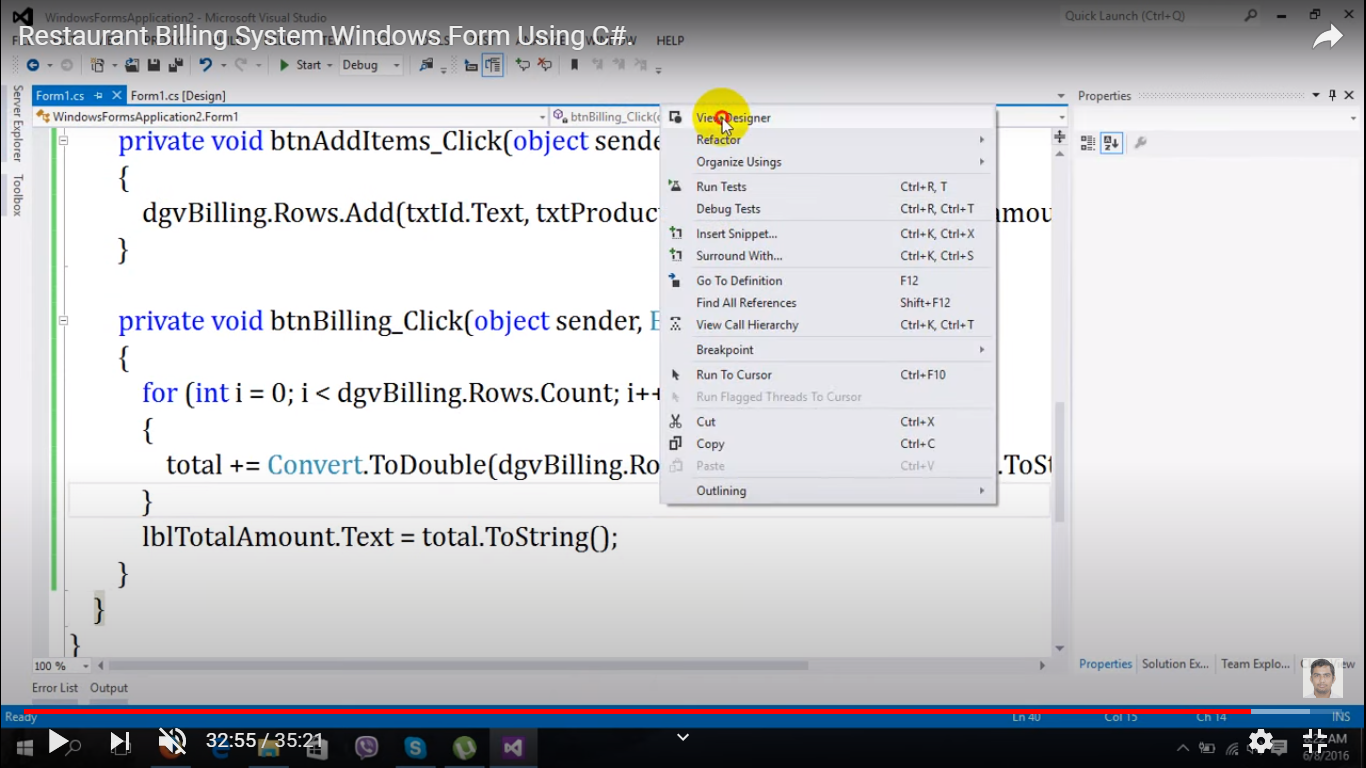 WindowsFormsApplication2 - Microsoft Visual Studio
Quick Launch (Ctrl+Q)
Restaurant Billing System Windows Form Using C#
HELP
Start
Debug
Server Explorer
Toolbox
Form1.cs
Form1.cs [Design]
Properties
WindowsFormsApplication2.Form1
btnBilling_Click(
private void btnAddItems_Click(object sende
{
dgvBilling.Rows.Add(txtId.Text, txtProduc
amou
}
private void btnBilling_Click(object sender, E
{
for (int i = 0; i < dgvBilling.Rows.Count; i++
{
total += Convert.ToDouble(dgvBilling.Ro
.ToSt
}
lblTotalAmount.Text = total.ToString();
}
}
}
View Designer
Refactor
Organize Usings
Run Tests Ctrl+R, T
Debug Tests Ctrl+R, Ctrl+T
Insert Snippet... Ctrl+K, Ctrl+X
Surround With... Ctrl+K, Ctrl+S
Go To Definition F12
Find All References Shift+F12
View Call Hierarchy Ctrl+K, Ctrl+T
Breakpoint
Run To Cursor Ctrl+F10
Run Flagged Threads To Cursor
Cut Ctrl+X
Copy Ctrl+C
Paste Ctrl+V
Outlining
100 %
Properties Solution Ex... Team Explo...
Error List Output
Ready
Ln 40 Col 15 Ch 14 INS
32:55 / 35:21
AM
6/8/2016